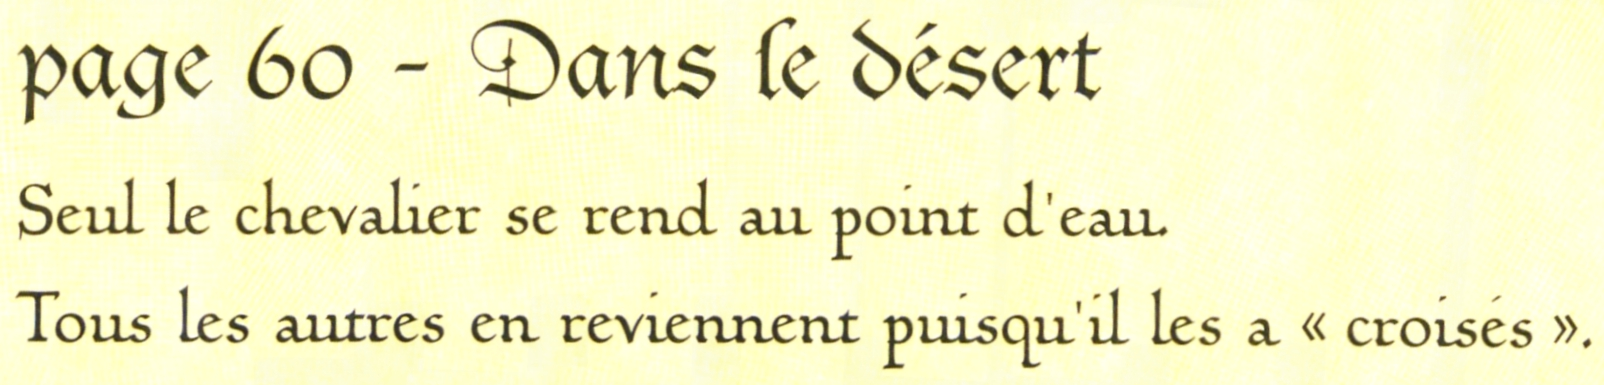 page 60 - Dans le désert
Seul le chevalier se rend au point d'eau.
Tous les autres en reviennent puisqu'il les a « croisés ».